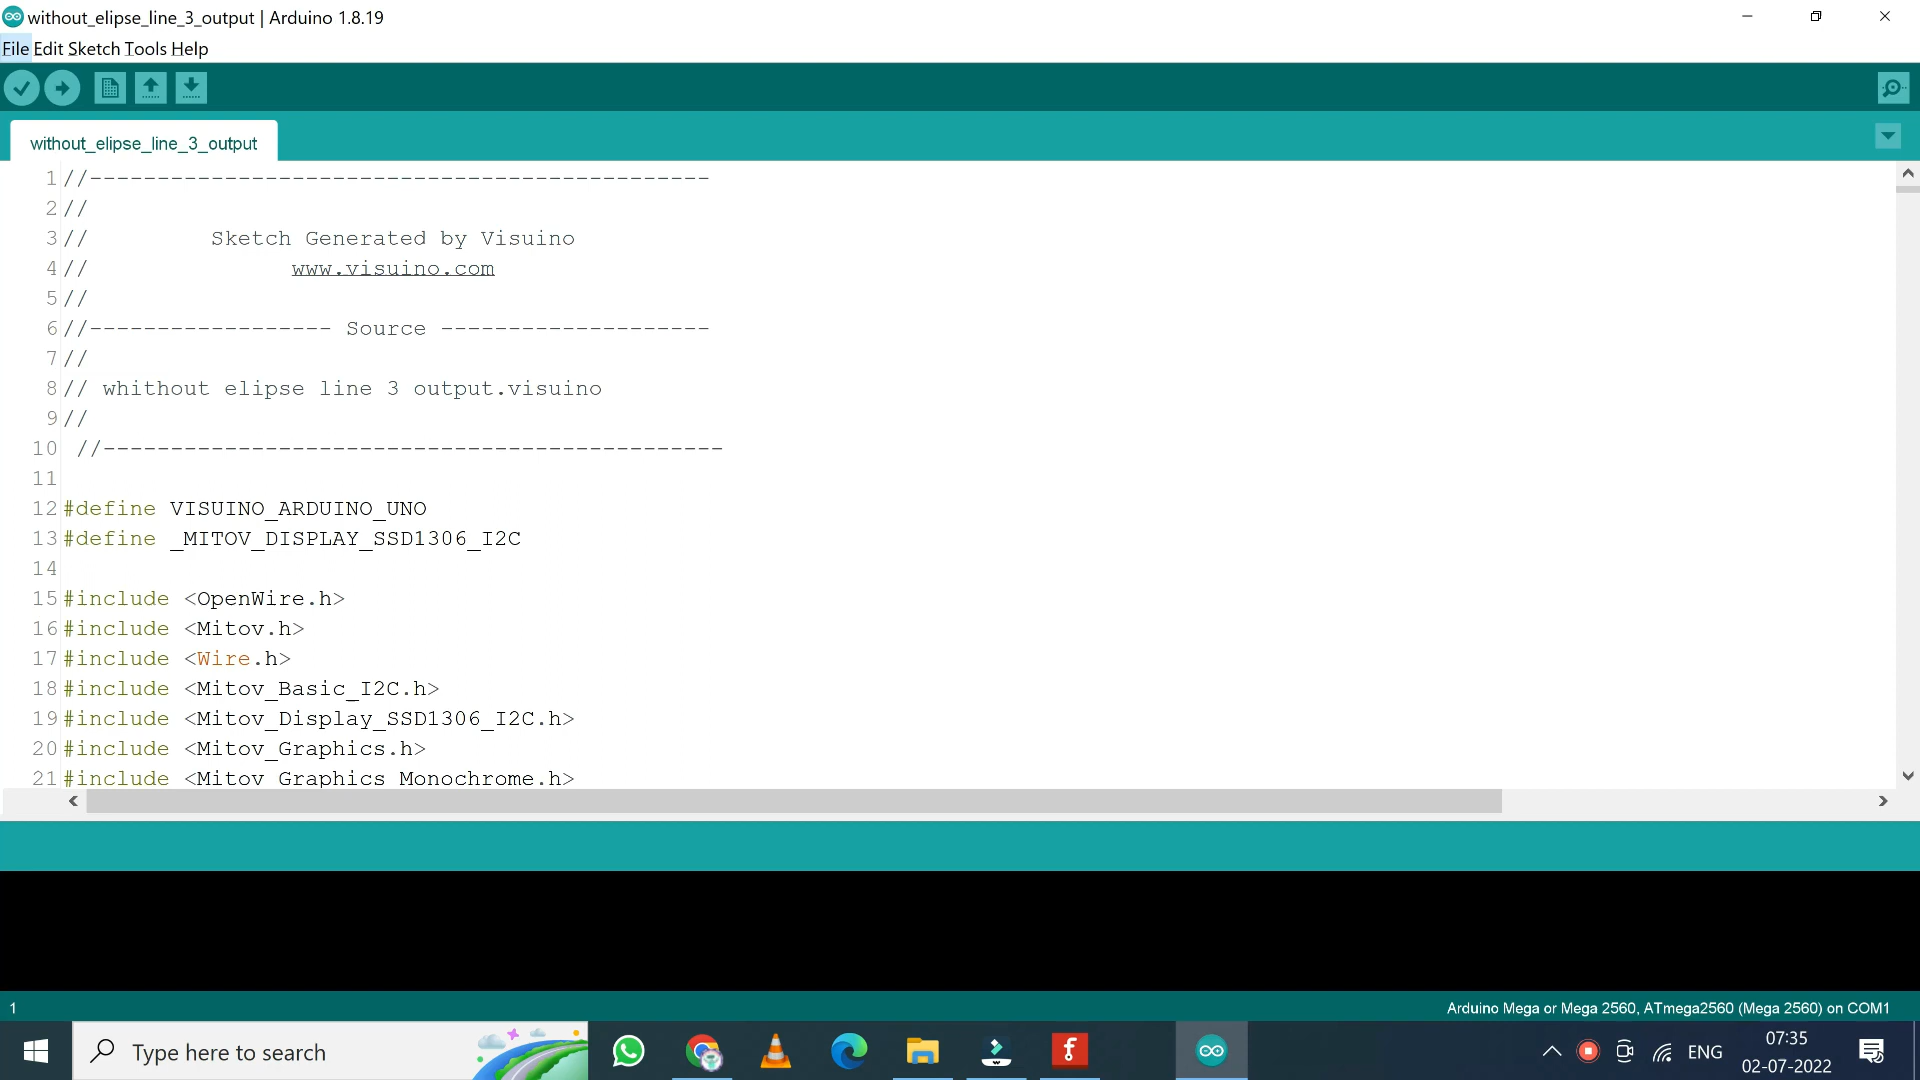 without_elipse_line_3_output | Arduino 1.8.19
File Edit Sketch Tools Help
without_elipse_line_3_output
1 //----------------------------------------------
2 //
3 //         Sketch Generated by Visuino
4 //               www.visuino.com
5 //
6 //------------------ Source --------------------
7 //
8 // whithout elipse line 3 output.visuino
9 //
10  //----------------------------------------------
11
12 #define VISUINO_ARDUINO_UNO
13 #define _MITOV_DISPLAY_SSD1306_I2C
14
15 #include <OpenWire.h>
16 #include <Mitov.h>
17 #include <Wire.h>
18 #include <Mitov_Basic_I2C.h>
19 #include <Mitov_Display_SSD1306_I2C.h>
20 #include <Mitov_Graphics.h>
21 #include <Mitov_Graphics_Monochrome.h>
1
Arduino Mega or Mega 2560, ATmega2560 (Mega 2560) on COM1
Type here to search
ENG
07:35
02-07-2022